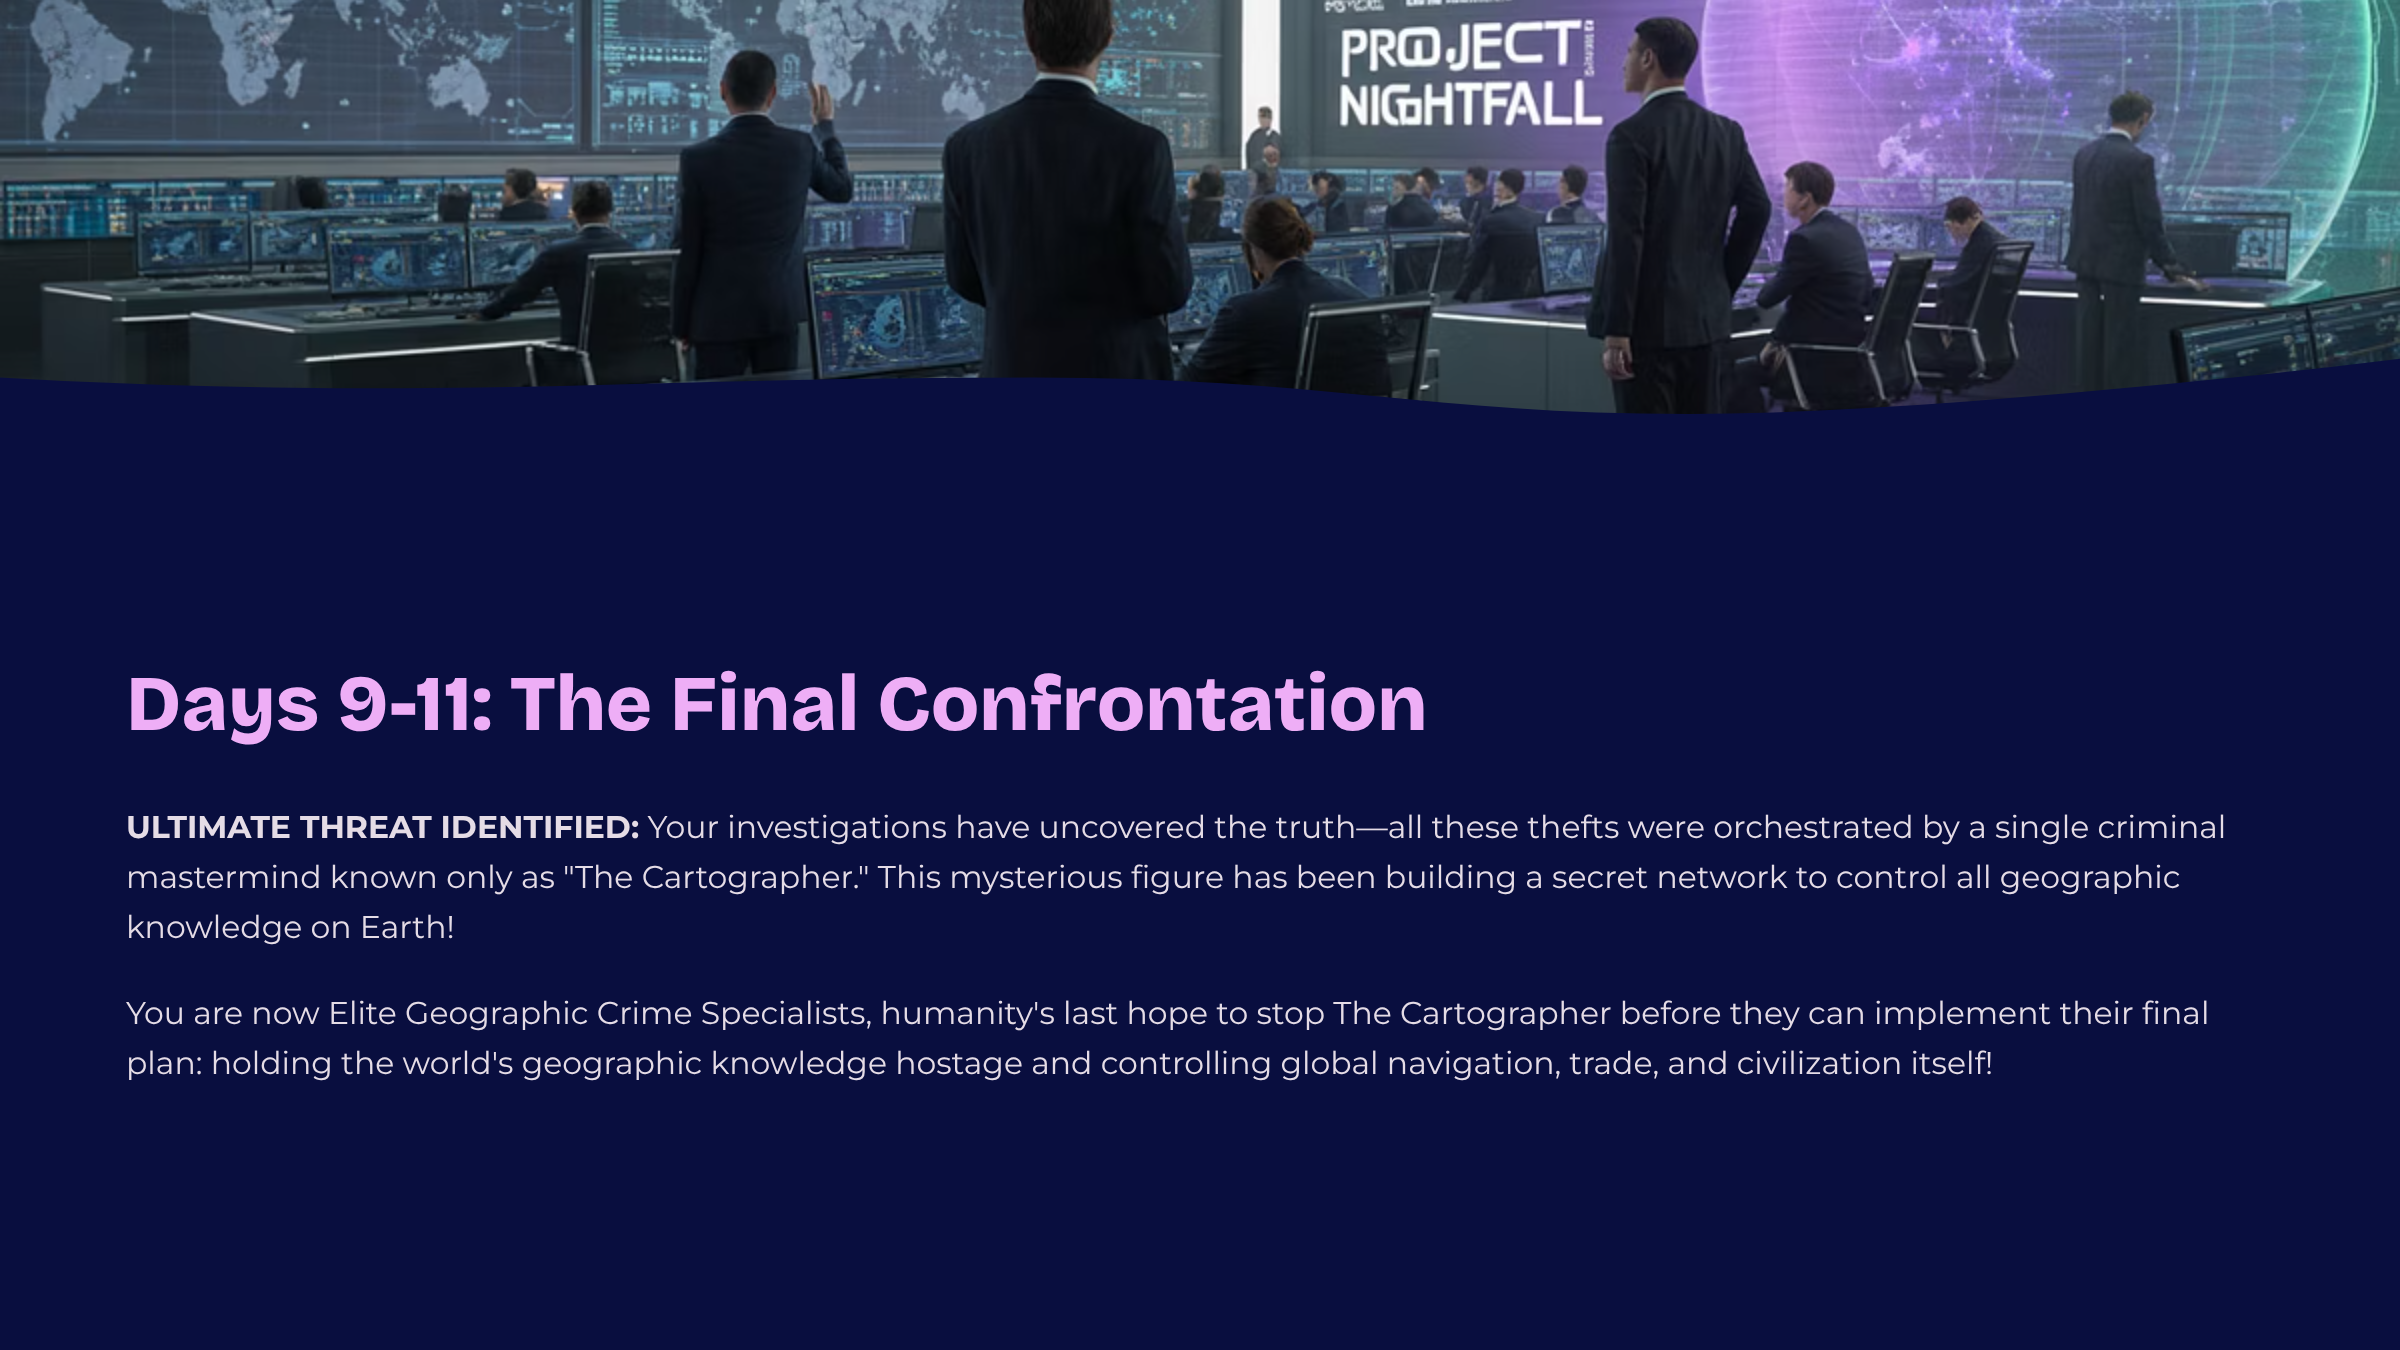 PROJECT
NIGHTFALL
Days 9-11: The Final Confrontation
ULTIMATE THREAT IDENTIFIED: Your investigations have uncovered the truth—all these thefts were orchestrated by a single criminal
mastermind known only as "The Cartographer." This mysterious figure has been building a secret network to control all geographic
knowledge on Earth!
You are now Elite Geographic Crime Specialists, humanity's last hope to stop The Cartographer before they can implement their final
plan: holding the world's geographic knowledge hostage and controlling global navigation, trade, and civilization itself!